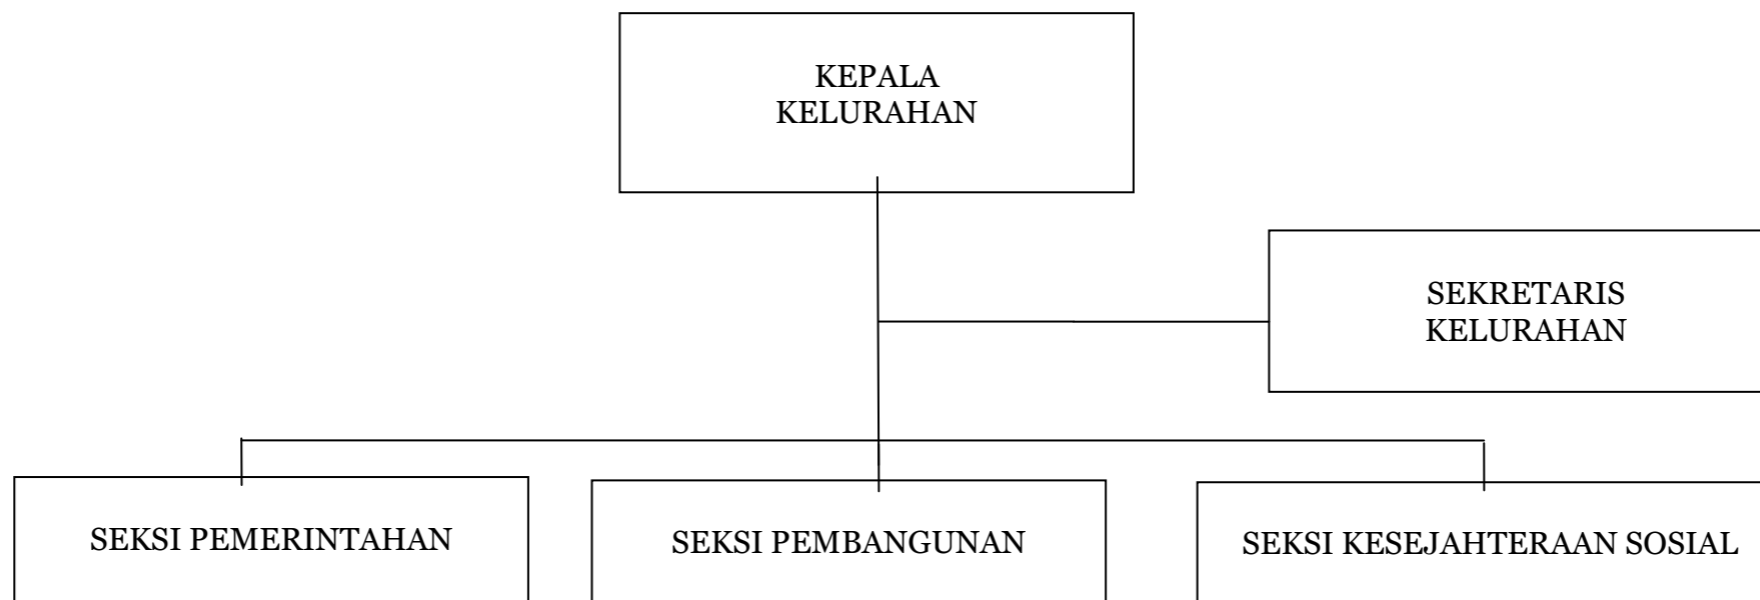 KEPALA
KELURAHAN
SEKRETARIS
KELURAHAN
SEKSI PEMERINTAHAN
SEKSI PEMBANGUNAN
SEKSI KESEJAHTERAAN SOSIAL